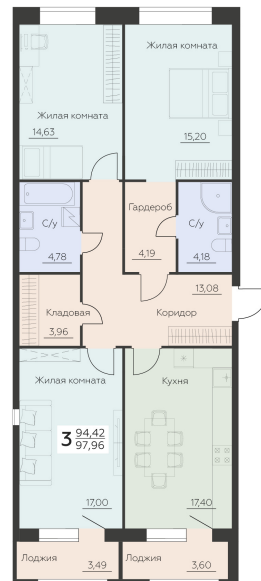 Жилая комната
Жилая комната
14,63
15,20
С/у
4,78
Гардероб
4,19
С/у
4,18
13,08
Кладовая
3,96
Коридор
Жилая комната
Кухня
3
94,42
97,96
17,00
17,40
Лоджия
3,49
Лоджия
3,60